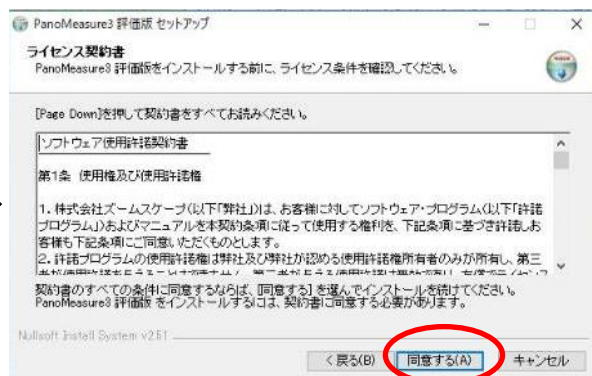 PanoMeasure3 評価版 セットアップ
ライセンス契約書
PanoMeasure3 評価版をインストールする前に、ライセンス条件を確認してください。
[Page Down]を押して契約書をすべてお読みください。
ソフトウェア使用許諾契約書
第1条 使用権及び使用許諾権
1. 株式会社ズームスケープ(以下「弊社」)は、お客様に対してソフトウェア・プログラム(以下「許諾
プログラム」)およびマニュアルを本契約条項に従って使用する権利を、下記条項に基づき許諾しお
客様も下記条項にご同意いただくものとします。
2. 許諾プログラムの使用許諾権は弊社及び弊社が認める使用許諾権所有者のみが所有し、第三
契約書のすべての条件に同意するならば、[同意する] を選んでインストールを続けてください。
PanoMeasure3 評価版 をインストールするには、契約書に同意する必要があります。
Nullsoft Install System v2.51
< 戻る(B) 同意する(A) キャンセル